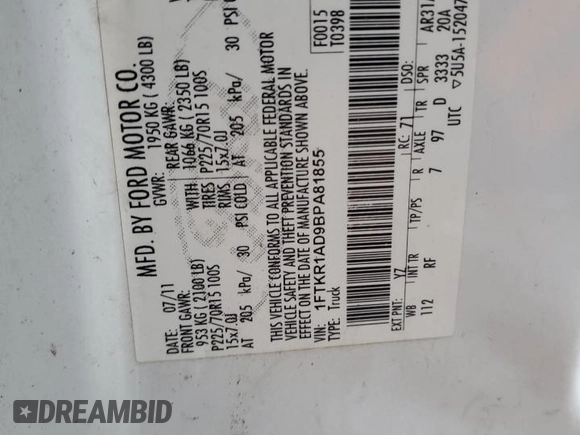 MFD. BY FORD MOTOR CO.
DATE: 07/11
GVWR: 1950 KG ( 4300 LB)
FRONT GAWR: 953 KG ( 2100 LB)
REAR GAWR: 1066 KG ( 2350 LB)
WITH
P225/70R15 100S TIRES P225/70R15 100S
15x7.0J 15x7.0J
AT 205 kPa/ 30 PSI COLD AT 205 kPa/ 30 PSI CO
THIS VEHICLE CONFORMS TO ALL APPLICABLE FEDERAL MOTOR
VEHICLE SAFETY AND THEFT PREVENTION STANDARDS IN
EFFECT ON THE DATE OF MANUFACTURE SHOWN ABOVE.
VIN: 1FTKR1AD9BPA81855
TYPE: Truck
F0015
T0398
EXT PNT: YZ RC: 71 DSO:
WB INT TR TP/PS R AXLE TR SPR AR31A
112 RF 7 97 D 3333 20A
UTC ▽5U5A-152047
DREAMBID